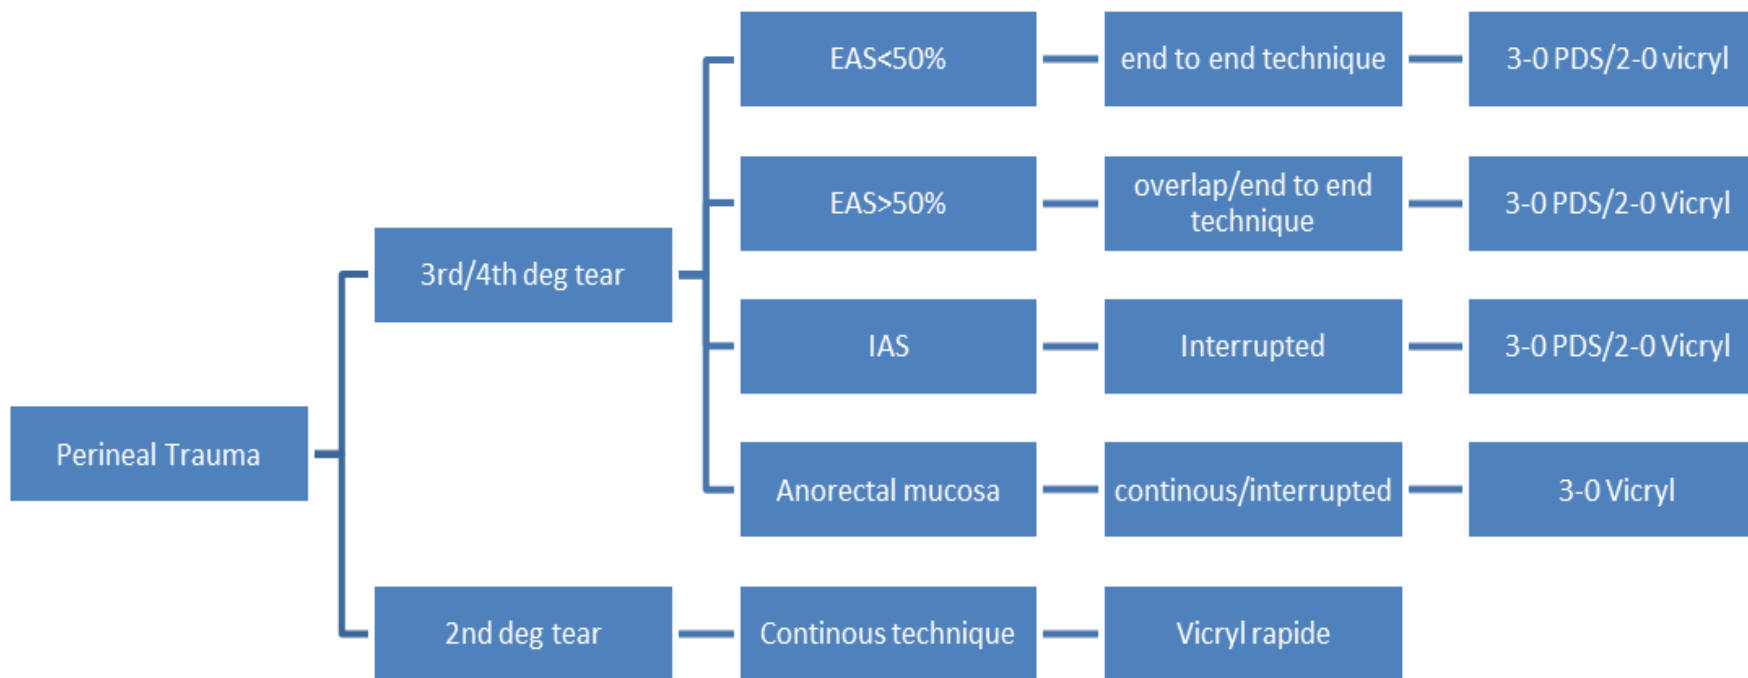 Perineal Trauma
3rd/4th deg tear
EAS<50%
end to end technique
3-0 PDS/2-0 vicryl
EAS>50%
overlap/end to end
technique
3-0 PDS/2-0 Vicryl
IAS
Interrupted
3-0 PDS/2-0 Vicryl
Anorectal mucosa
continous/interrupted
3-0 Vicryl
2nd deg tear
Continous technique
Vicryl rapide